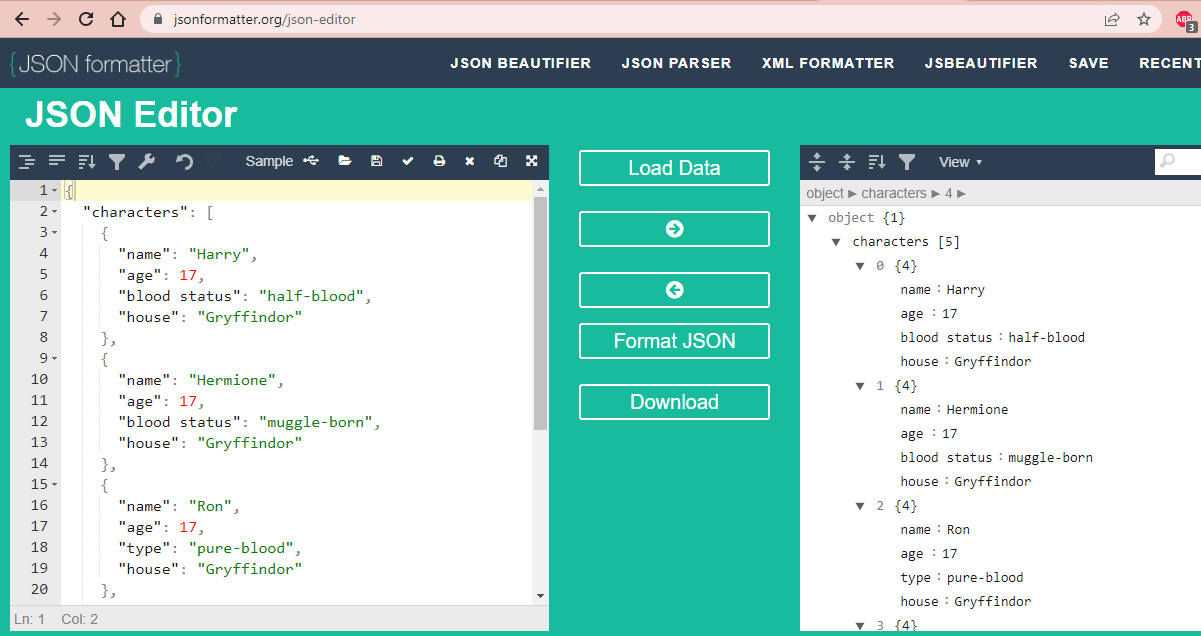 jsonformatter.org/json-editor
ABP
3
{JSON formatter}
JSON BEAUTIFIER JSON PARSER XML FORMATTER JSBEAUTIFIER SAVE RECENT
JSON Editor
Sample
1 {
2 "characters": [
3 {
4 "name": "Harry",
5 "age": 17,
6 "blood status": "half-blood",
7 "house": "Gryffindor"
8 },
9 {
10 "name": "Hermione",
11 "age": 17,
12 "blood status": "muggle-born",
13 "house": "Gryffindor"
14 },
15 {
16 "name": "Ron",
17 "age": 17,
18 "type": "pure-blood",
19 "house": "Gryffindor"
20 },
Ln: 1 Col: 2
Load Data
Format JSON
Download
View ▼
object ▶ characters ▶ 4 ▶
▼ object {1}
▼ characters [5]
▼ 0 {4}
name : Harry
age : 17
blood status : half-blood
house : Gryffindor
▼ 1 {4}
name : Hermione
age : 17
blood status : muggle-born
house : Gryffindor
▼ 2 {4}
name : Ron
age : 17
type : pure-blood
house : Gryffindor
▼ 3 {4}